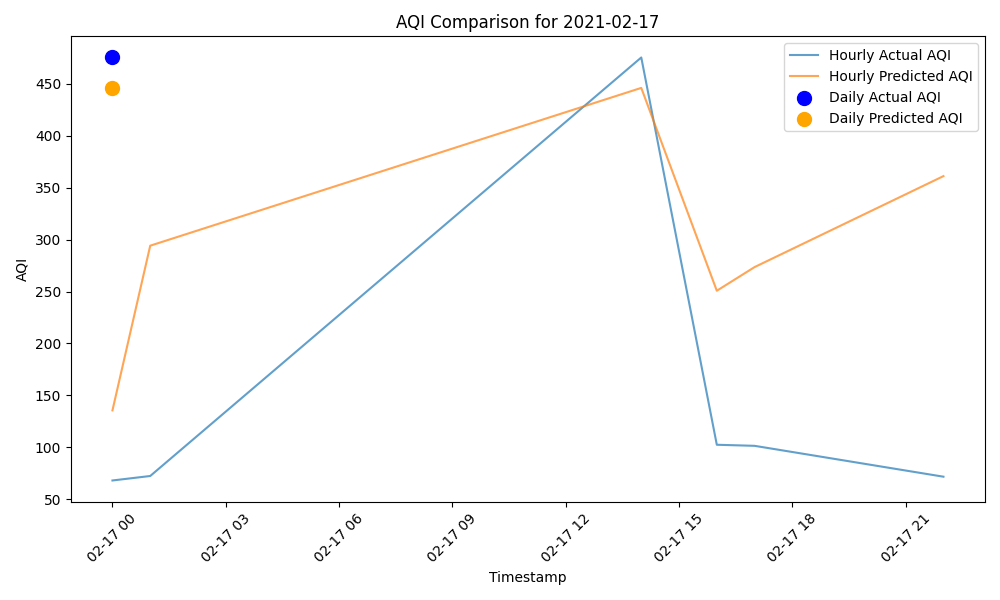 AQI Comparison for 2021-02-17
Hourly Actual AQI
Hourly Predicted AQI
Daily Actual AQI
Daily Predicted AQI
AQI
450
400
350
300
250
200
150
100
50
02-17 00
02-17 03
02-17 06
02-17 09
02-17 12
02-17 15
02-17 18
02-17 21
Timestamp